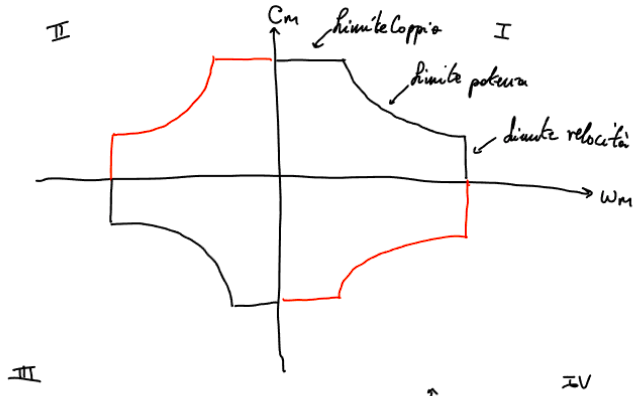 II
Cm
Limite Coppia
I
Limite potenza
Limite velocità
ωm
III
IV